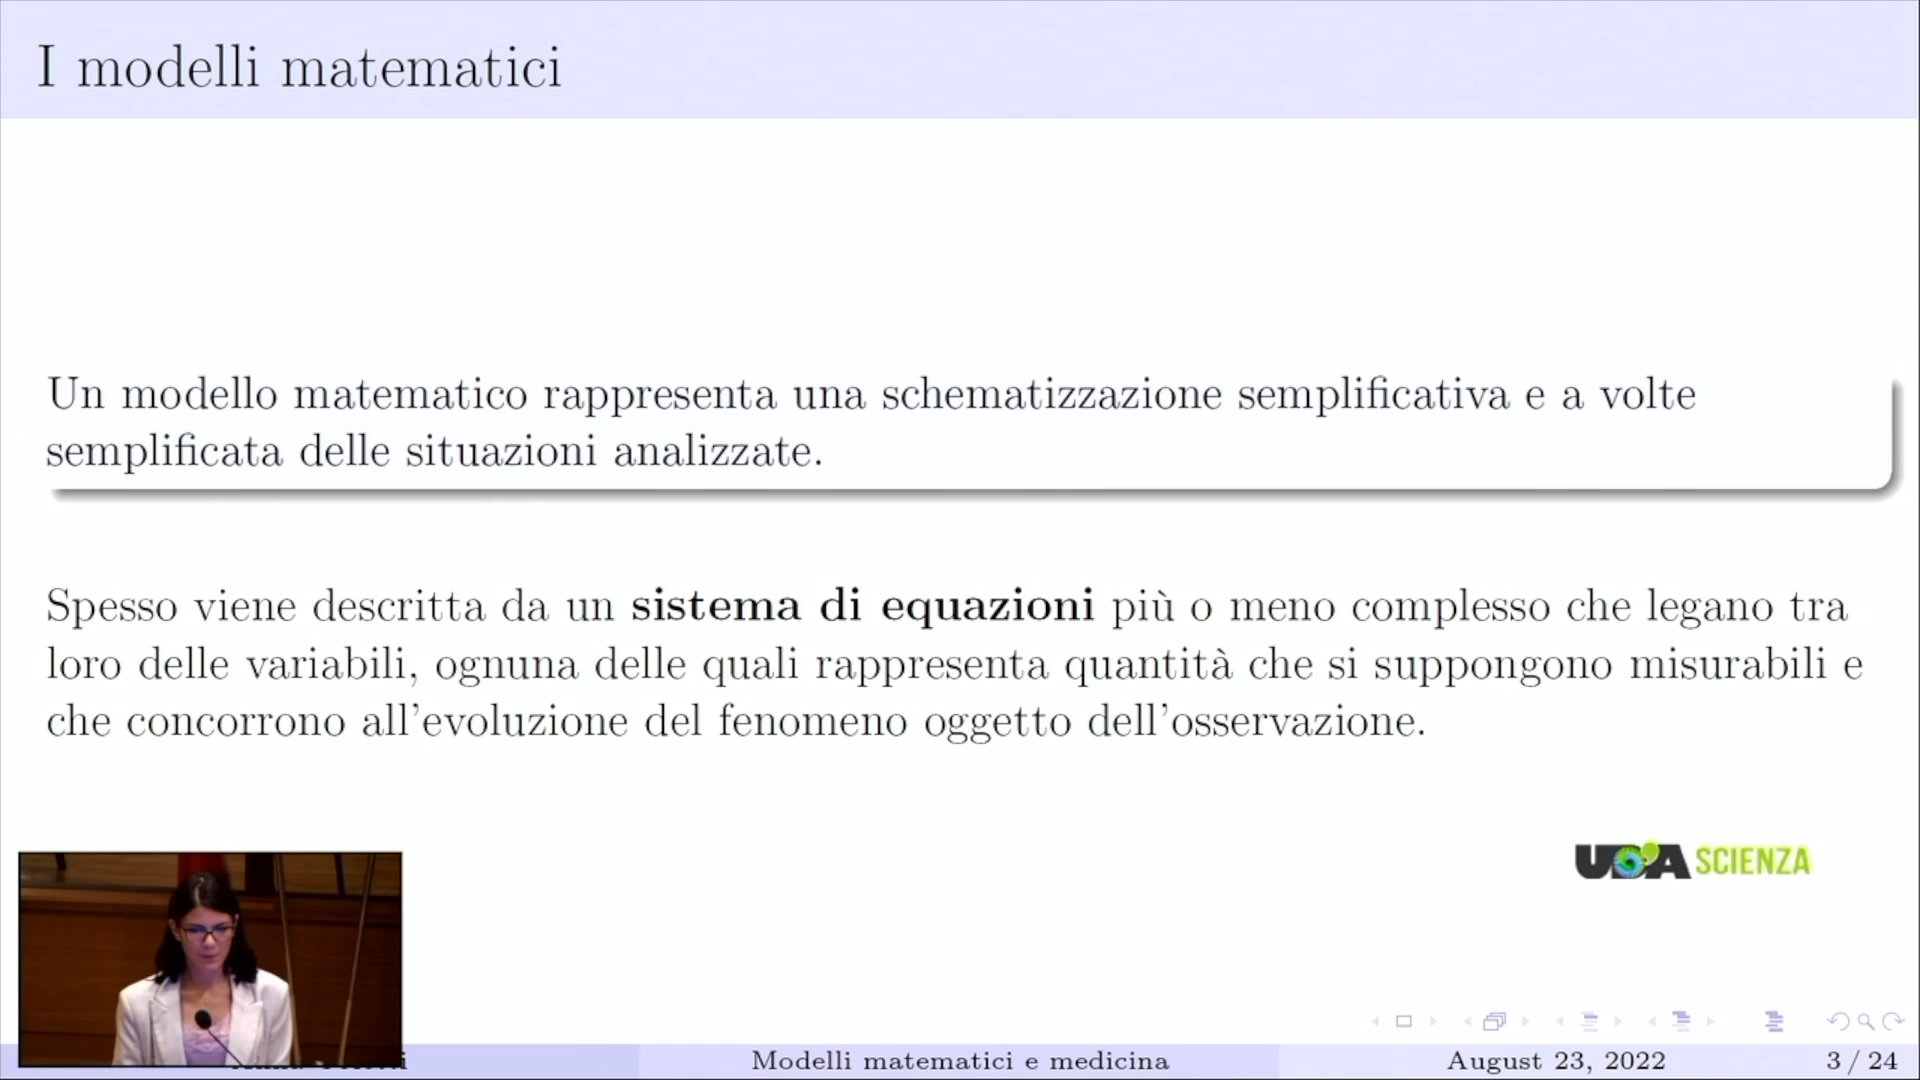 I modelli matematici
Un modello matematico rappresenta una schematizzazione semplificativa e a volte
semplificata delle situazioni analizzate.
Spesso viene descritta da un sistema di equazioni più o meno complesso che legano tra
loro delle variabili, ognuna delle quali rappresenta quantità che si suppongono misurabili e
che concorrono all'evoluzione del fenomeno oggetto dell'osservazione.
UDA SCIENZA
Modelli matematici e medicina
August 23, 2022
3 / 24